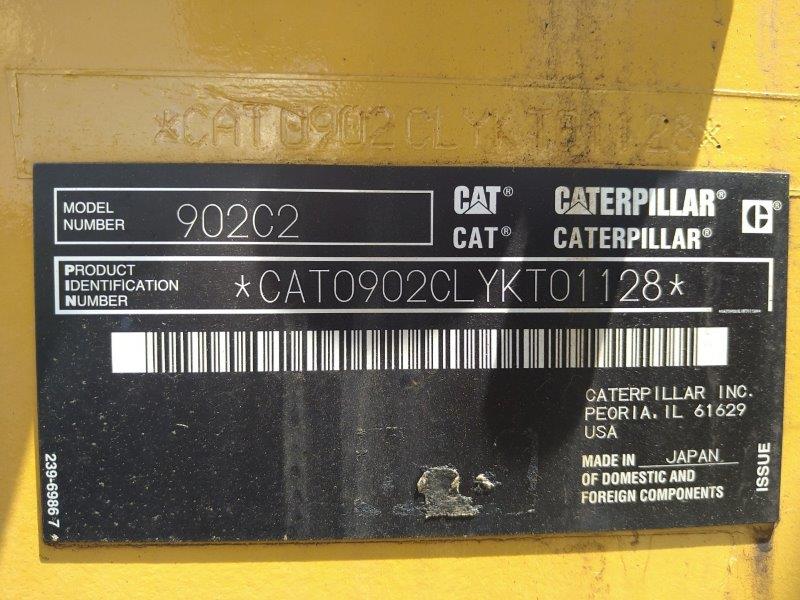 *CAT0902CLYKT01128*
MODEL
NUMBER
902C2
CAT® CATERPILLAR®
CAT® CATERPILLAR®
C®
PRODUCT
IDENTIFICATION
NUMBER
*CAT0902CLYKT01128*
CATERPILLAR INC.
PEORIA, IL 61629
USA
MADE IN JAPAN
OF DOMESTIC AND
FOREIGN COMPONENTS
ISSUE
239-6986 7